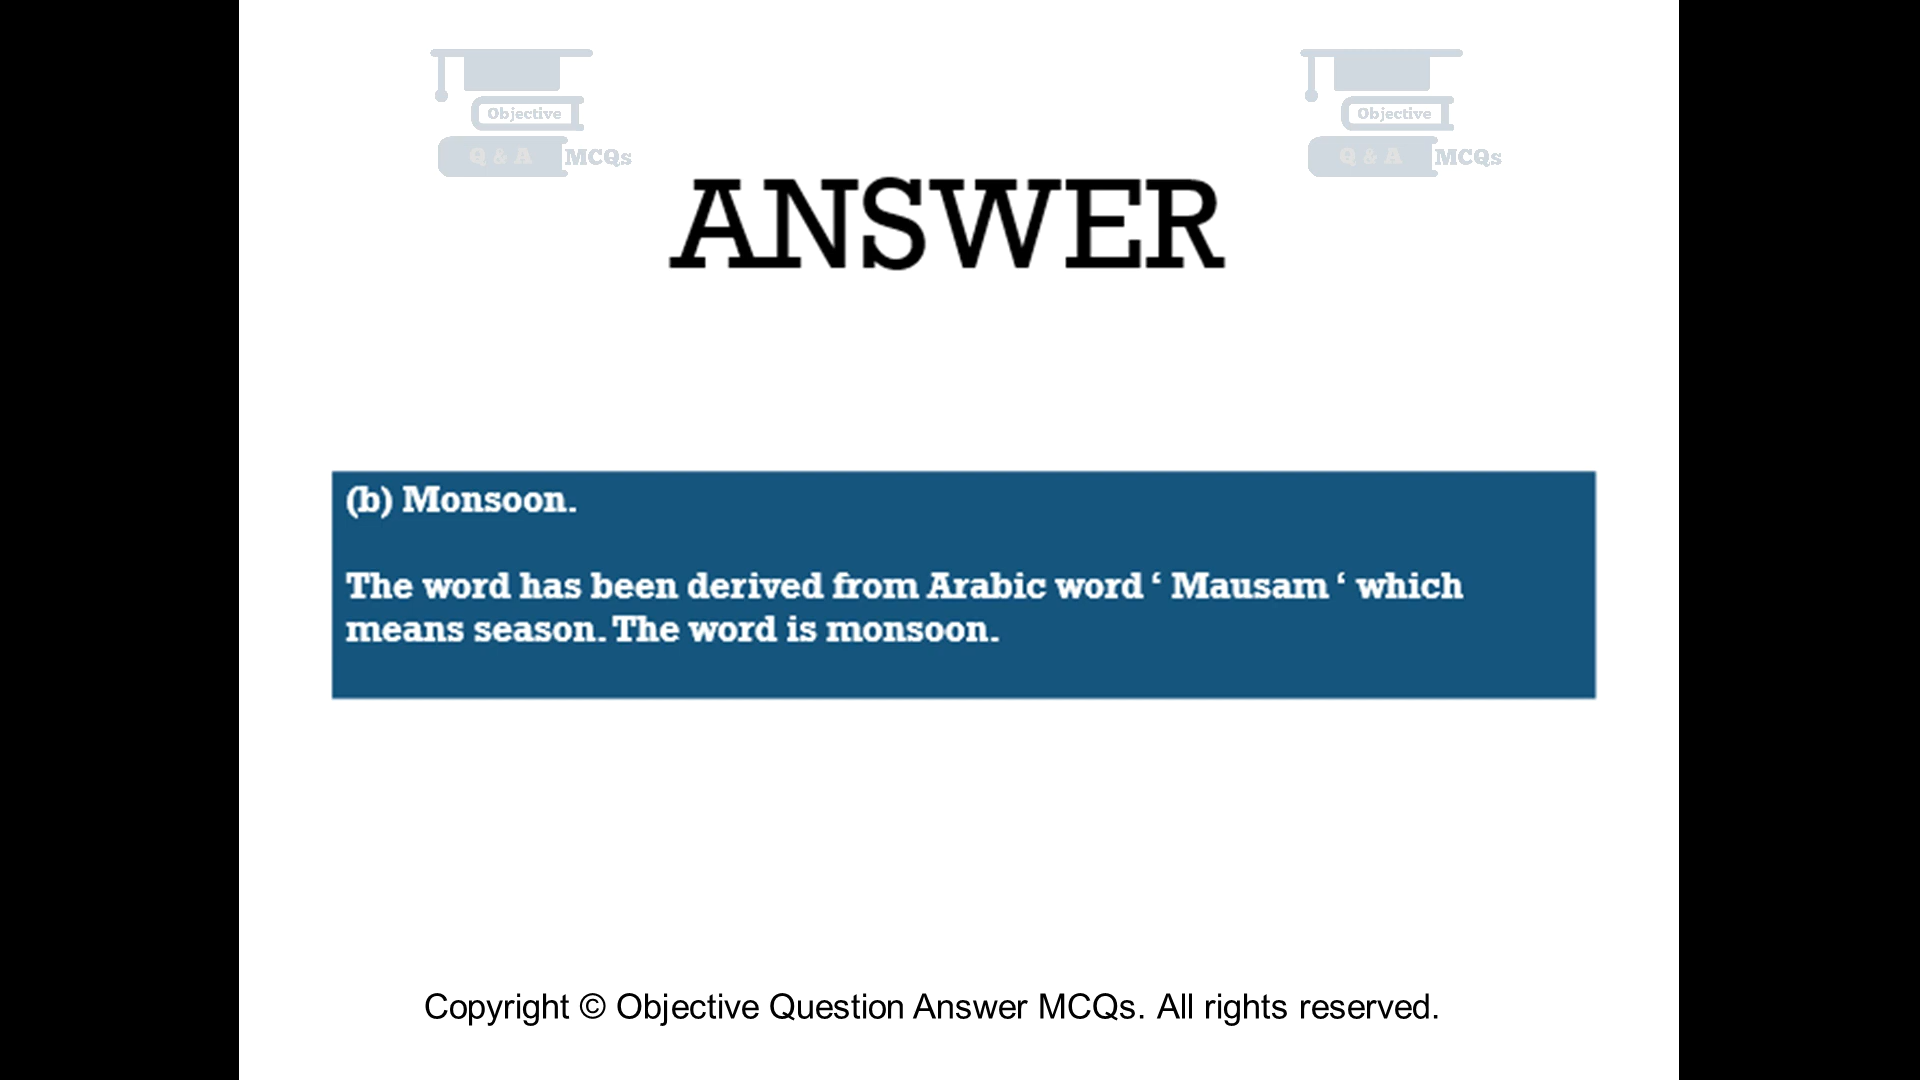 Objective
Q & A MCQs
Objective
Q & A MCQs
ANSWER
(b) Monsoon.
The word has been derived from Arabic word ‘ Mausam ‘ which
means season. The word is monsoon.
Copyright © Objective Question Answer MCQs. All rights reserved.